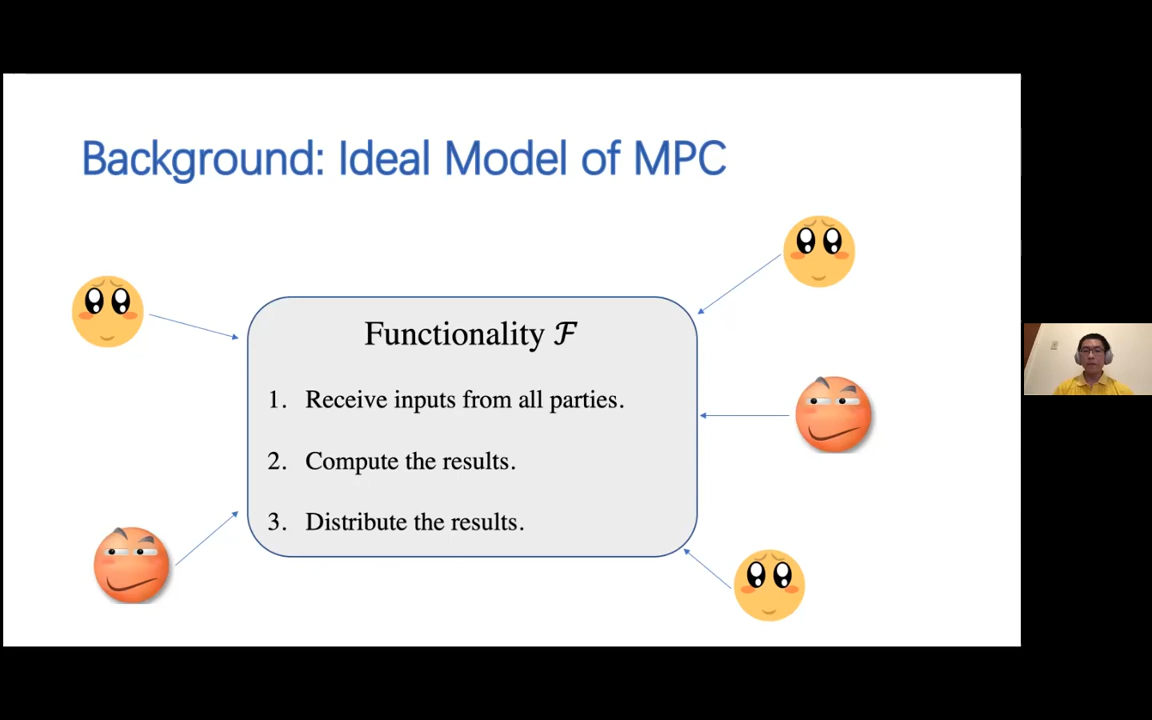 Background: Ideal Model of MPC
Functionality ℱ
1. Receive inputs from all parties.
2. Compute the results.
3. Distribute the results.